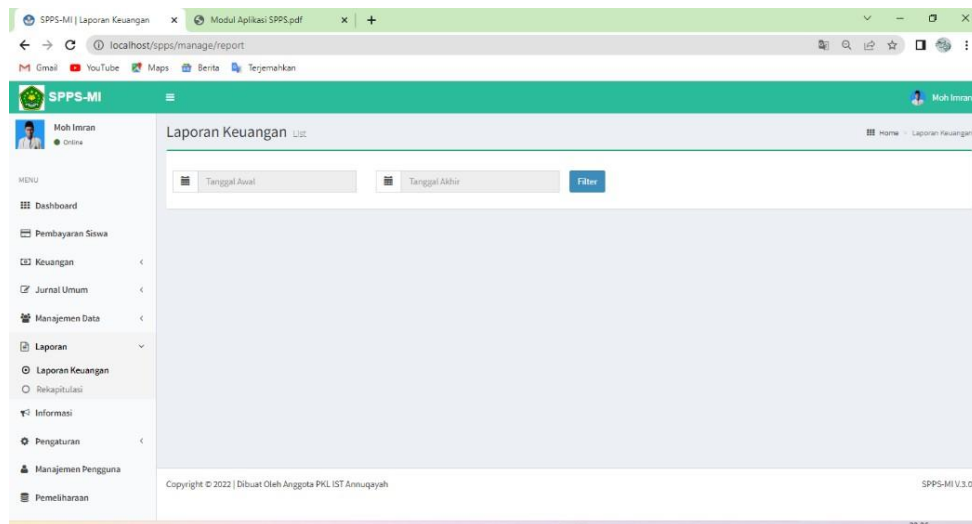 SPPS-MI | Laporan Keuangan
Modul Aplikasi SPPS.pdf
localhost/spps/manage/report
Gmail YouTube Maps Berita Terjemahkan
SPPS-MI
Moh Imran
Moh Imran
Online
Laporan Keuangan List
Home > Laporan Keuangan
MENU
Tanggal Awal
Tanggal Akhir
Filter
Dashboard
Pembayaran Siswa
Keuangan
Jurnal Umum
Manajemen Data
Laporan
Laporan Keuangan
Rekapitulasi
Informasi
Pengaturan
Manajemen Pengguna
Pemeliharaan
Copyright © 2022 | Dibuat Oleh Anggota PKL IST Annuqayah
SPPS-MI V.3.0